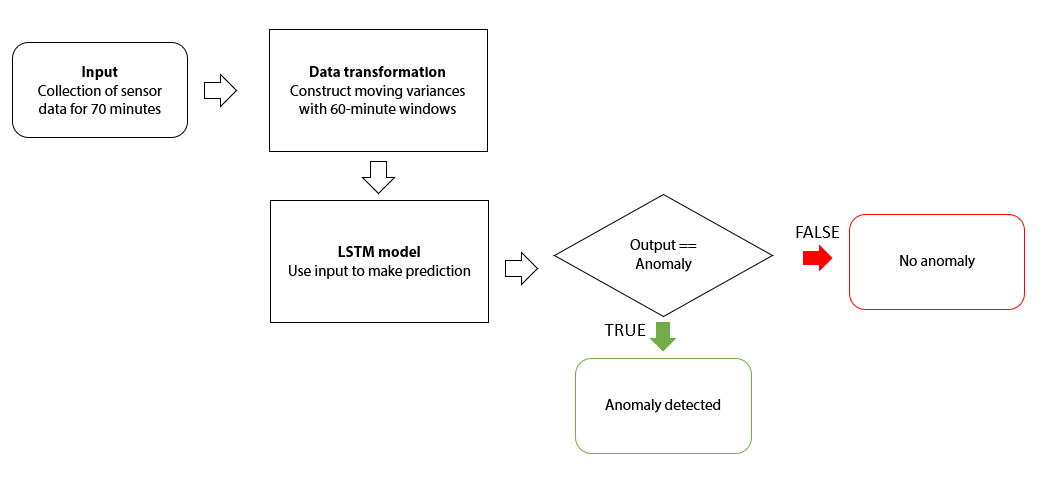 Input
Collection of sensor
data for 70 minutes
Data transformation
Construct moving variances
with 60-minute windows
LSTM model
Use input to make prediction
Output ==
Anomaly
FALSE
No anomaly
TRUE
Anomaly detected